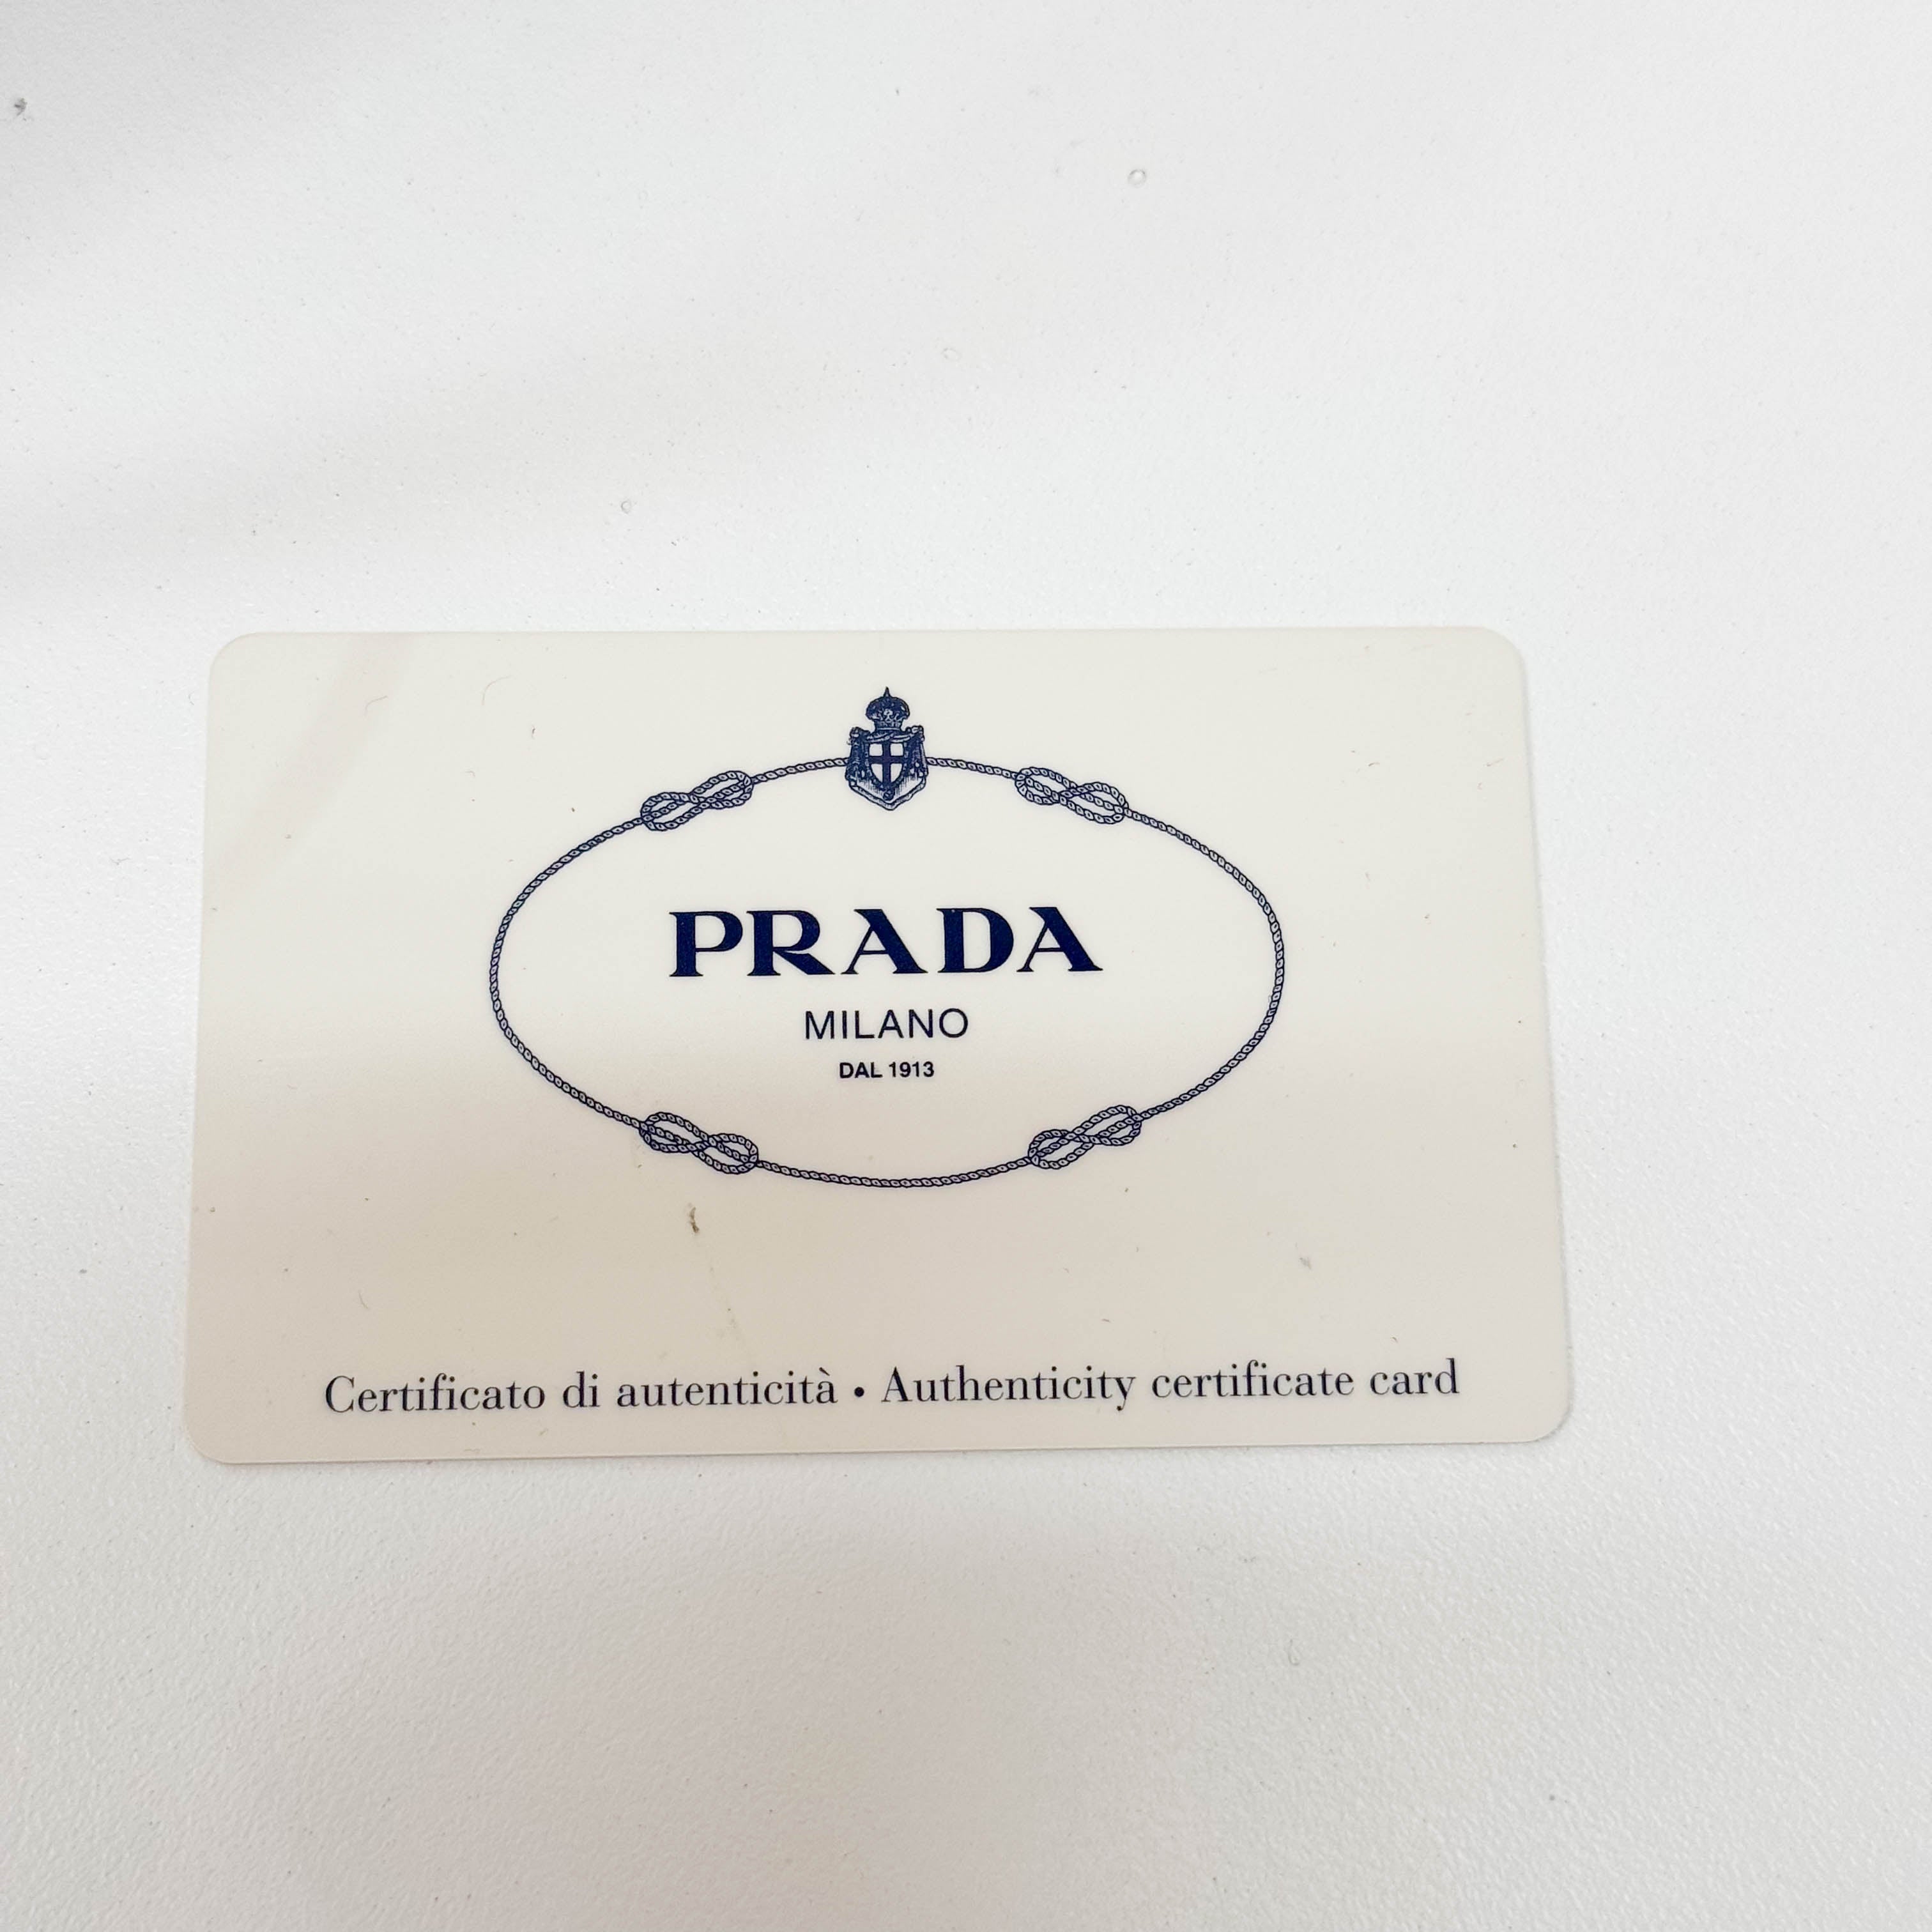 PRADA
MILANO
DAL 1913
Certificato di autenticità • Authenticity certificate card